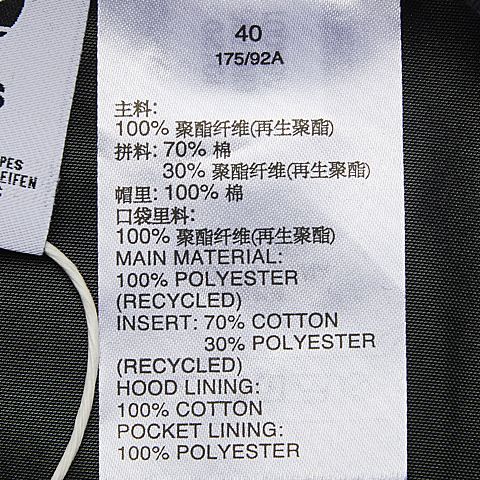 40
175/92A
主料:
100% 聚酯纤维(再生聚酯)
拼料: 70% 棉
30% 聚酯纤维(再生聚酯)
帽里: 100% 棉
口袋里料:
100% 聚酯纤维(再生聚酯)
MAIN MATERIAL:
100% POLYESTER
(RECYCLED)
INSERT: 70% COTTON
30% POLYESTER
(RECYCLED)
HOOD LINING:
100% COTTON
POCKET LINING:
100% POLYESTER